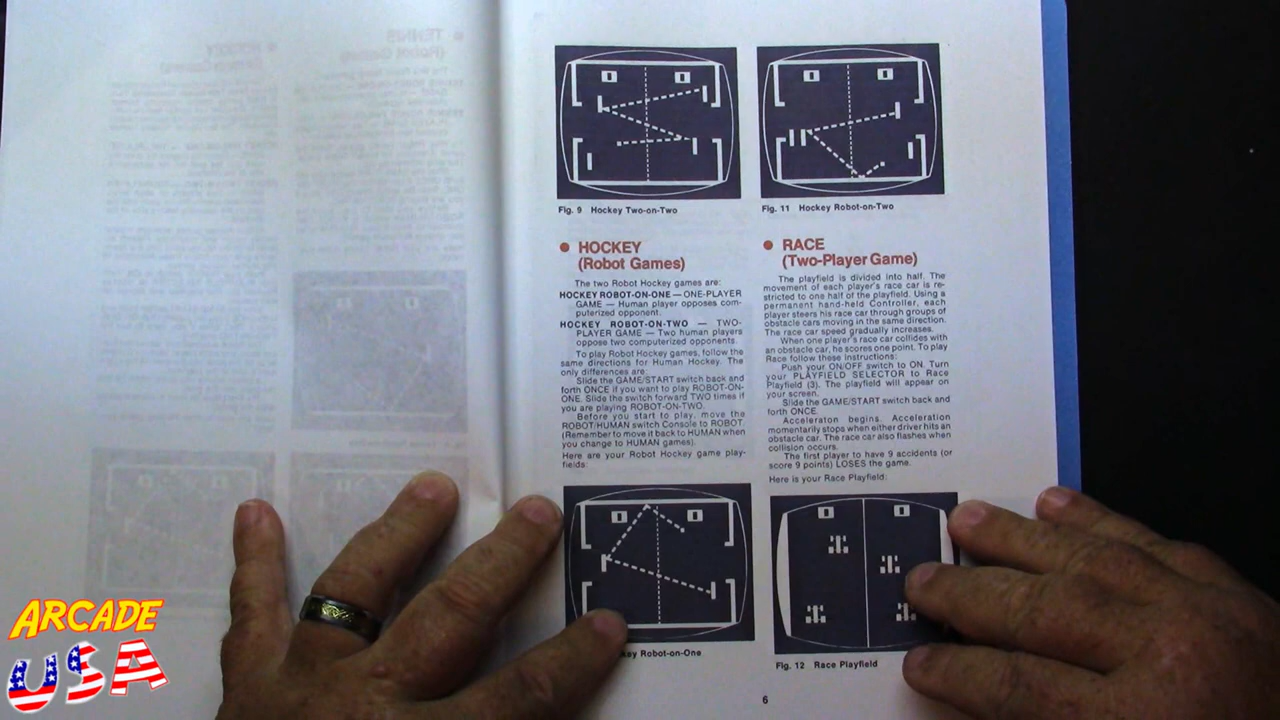 Fig. 9 Hockey Two-on-Two
● HOCKEY
(Robot Games)
The two Robot Hockey games are:
HOCKEY ROBOT-ON-ONE — ONE-PLAYER
GAME — Human player opposes com-
puterized opponent.
HOCKEY ROBOT-ON-TWO — TWO-
PLAYER GAME — Two human players
oppose two computerized opponents.
To play Robot Hockey games, follow the
same directions for Human Hockey. The
only differences are:
Slide the GAME/START switch back and
forth ONCE if you want to play ROBOT-ON-
ONE. Slide the switch forward TWO times if
you are playing ROBOT-ON-TWO.
Before you start to play, move the
ROBOT/HUMAN switch Console to ROBOT.
(Remember to move it back to HUMAN when
you change to HUMAN games).
Here are your Robot Hockey game play-
fields:
key Robot-on-One
Fig. 11 Hockey Robot-on-Two
● RACE
(Two-Player Game)
The playfield is divided into half. The
movement of each player's race car is re-
stricted to one half of the playfield. Using a
permanent hand-held Controller, each
player steers his race car through groups of
obstacle cars moving in the same direction.
The race car speed gradually increases.
When one player's race car collides with
an obstacle car, he scores one point. To play
Race follow these instructions:
Push your ON/OFF switch to ON. Turn
your PLAYFIELD SELECTOR to Race
Playfield (3). The playfield will appear on
your screen.
Slide the GAME/START switch back and
forth ONCE.
Acceleraton begins. Acceleration
momentarily stops when either driver hits an
obstacle car. The race car also flashes when
collision occurs.
The first player to have 9 accidents (or
score 9 points) LOSES the game.
Here is your Race Playfield:
Fig. 12 Race Playfield
6
ARCADE
USA